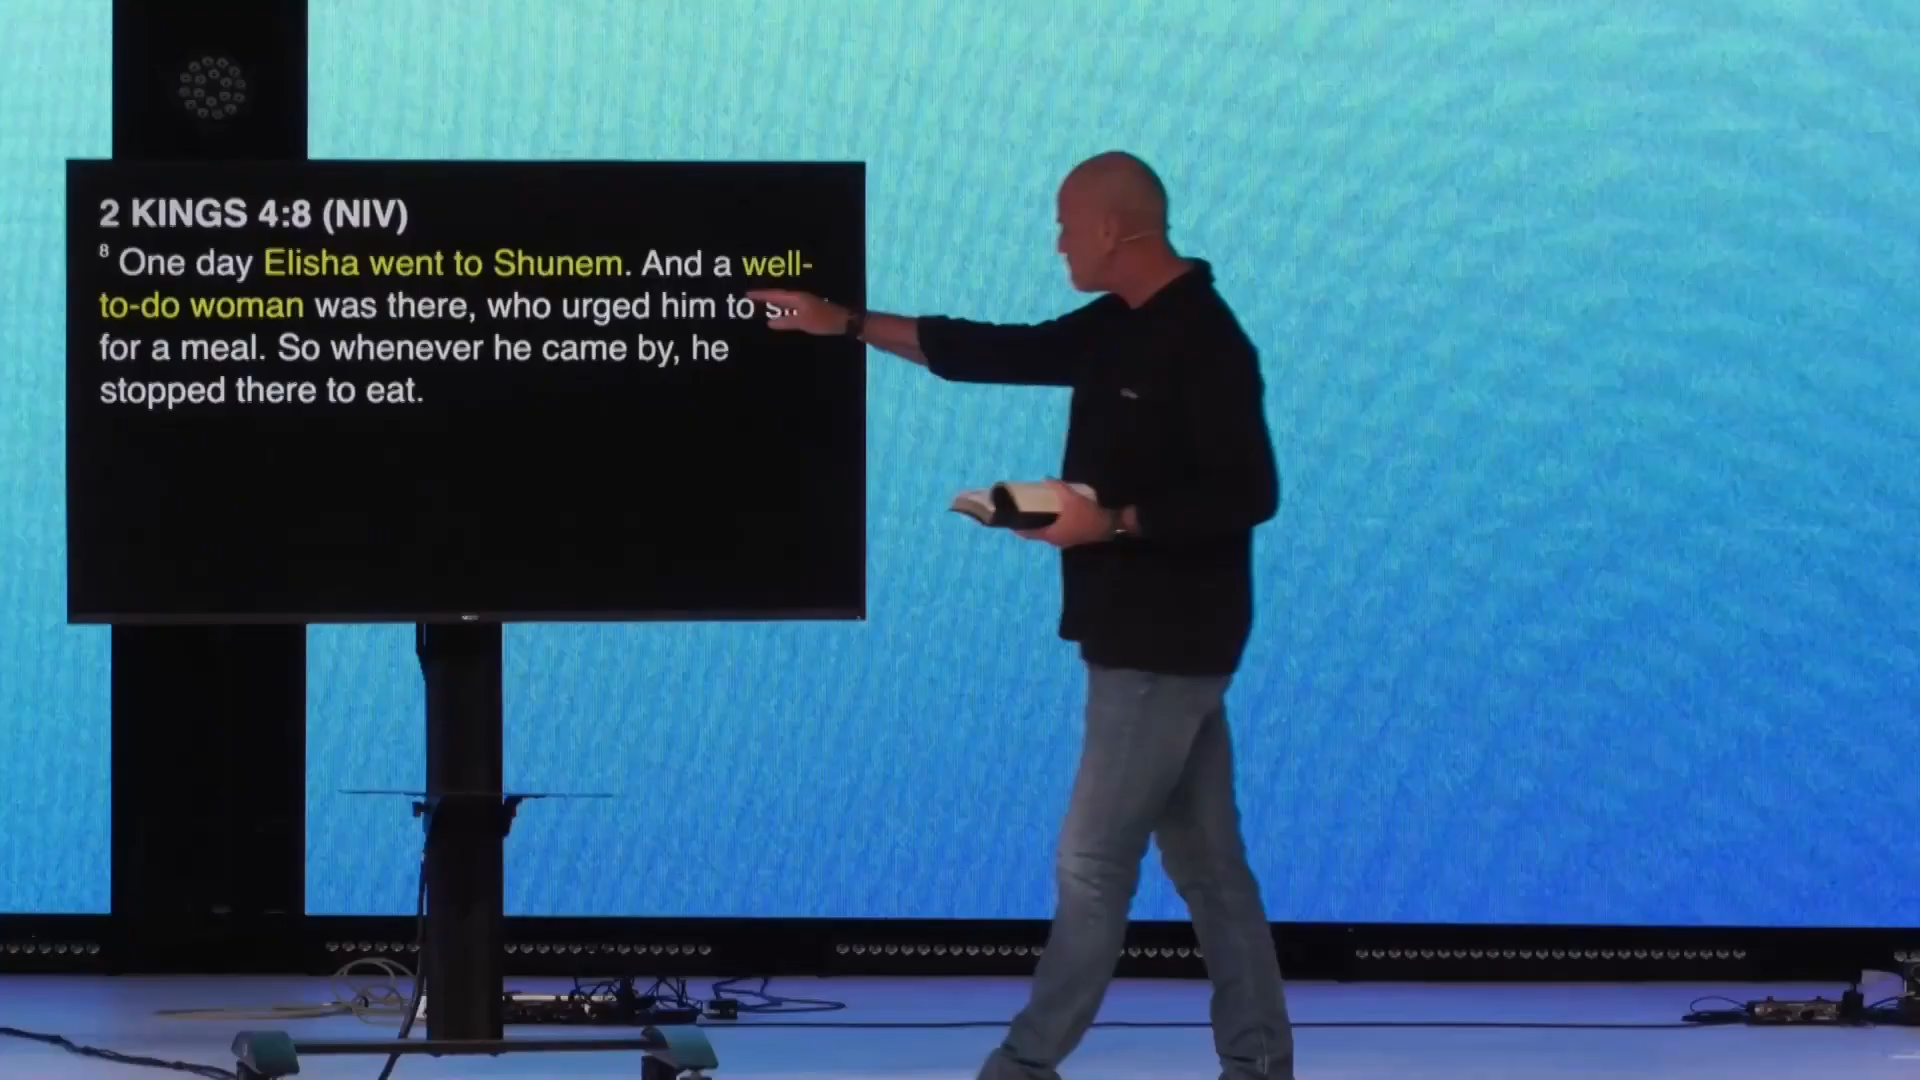 2 KINGS 4:8 (NIV)
8 One day Elisha went to Shunem. And a well-
to-do woman was there, who urged him to
for a meal. So whenever he came by, he
stopped there to eat.